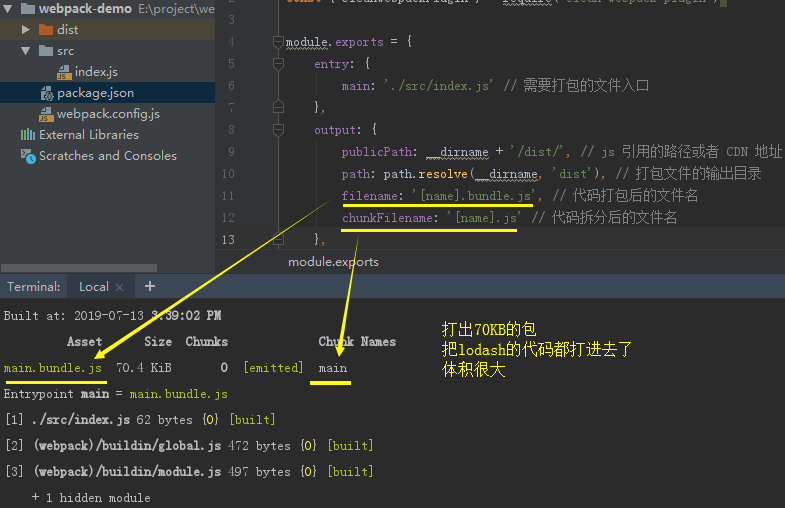 webpack-demo E:\project\we
dist
src
index.js
package.json
webpack.config.js
External Libraries
Scratches and Consoles
2
3
4 module.exports = {
5 entry: {
6 main: './src/index.js' // 需要打包的文件入口
7 },
8 output: {
9 publicPath: __dirname + '/dist/', // js 引用的路径或者 CDN 地址
10 path: path.resolve(__dirname, 'dist'), // 打包文件的输出目录
11 filename: '[name].bundle.js', // 代码打包后的文件名
12 chunkFilename: '[name].js' // 代码拆分后的文件名
13 },
module.exports
Terminal: Local × +
Built at: 2019-07-13 3:39:02 PM
Asset Size Chunks Chunk Names
main.bundle.js 70.4 KiB 0 [emitted] main
Entrypoint main = main.bundle.js
[1] ./src/index.js 62 bytes {0} [built]
[2] (webpack)/buildin/global.js 472 bytes {0} [built]
[3] (webpack)/buildin/module.js 497 bytes {0} [built]
+ 1 hidden module
打出70KB的包
把lodash的代码都打进去了
体积很大